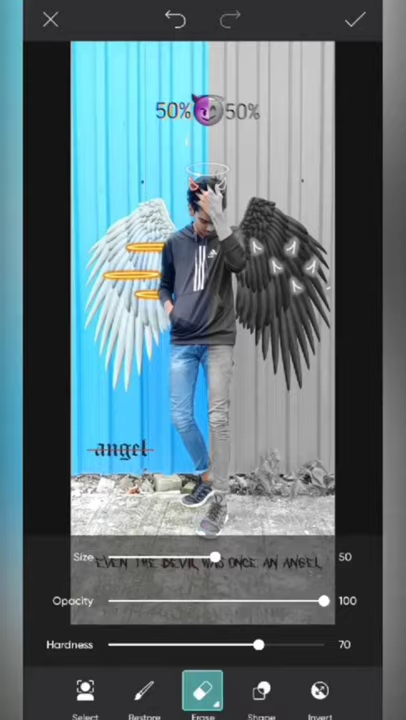 50% 50%
angel
Size 50
EVEN THE DEVIL WAS ONCE AN ANGEL
Opacity 100
Hardness 70
Select Restore Erase Shape Invert